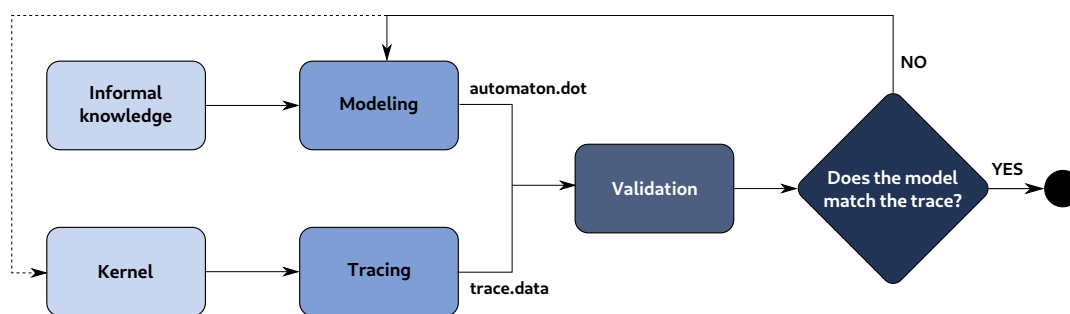 NO
Informal
knowledge
Modeling
automaton.dot
Validation
Does the model
match the trace?
YES
Kernel
Tracing
trace.data